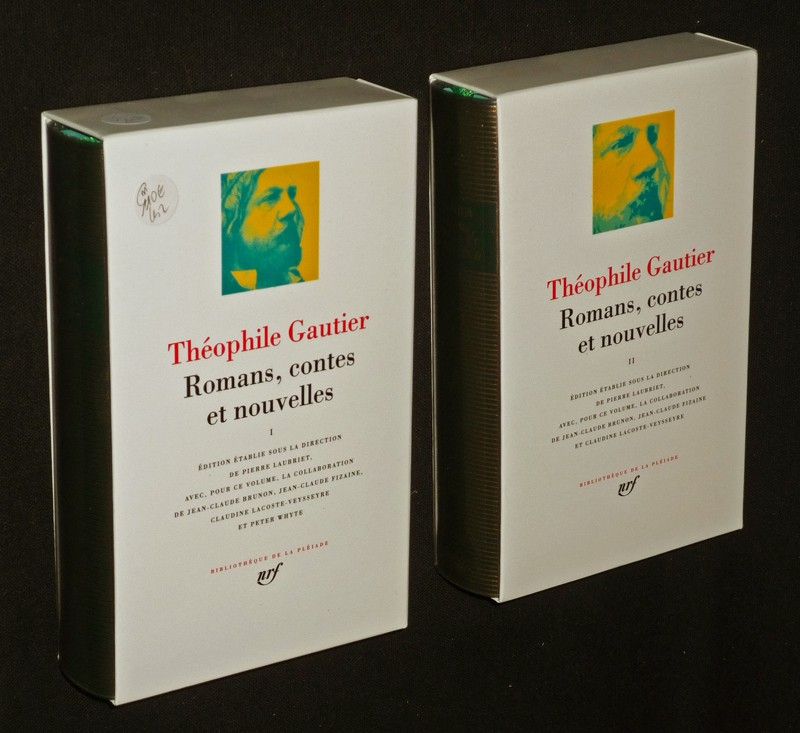 110€
les 2
Théophile Gautier
Romans, contes
et nouvelles
I
ÉDITION ÉTABLIE SOUS LA DIRECTION
DE PIERRE LAUBRIET,
AVEC, POUR CE VOLUME, LA COLLABORATION
DE JEAN-CLAUDE BRUNON, JEAN-CLAUDE FIZAINE,
CLAUDINE LACOSTE-VEYSSEYRE
ET PETER WHYTE
BIBLIOTHÈQUE DE LA PLÉIADE
nrf
Théophile Gautier
Romans, contes
et nouvelles
II
ÉDITION ÉTABLIE SOUS LA DIRECTION
DE PIERRE LAUBRIET,
AVEC, POUR CE VOLUME, LA COLLABORATION
DE JEAN-CLAUDE BRUNON, JEAN-CLAUDE FIZAINE
ET CLAUDINE LACOSTE-VEYSSEYRE
BIBLIOTHÈQUE DE LA PLÉIADE
nrf